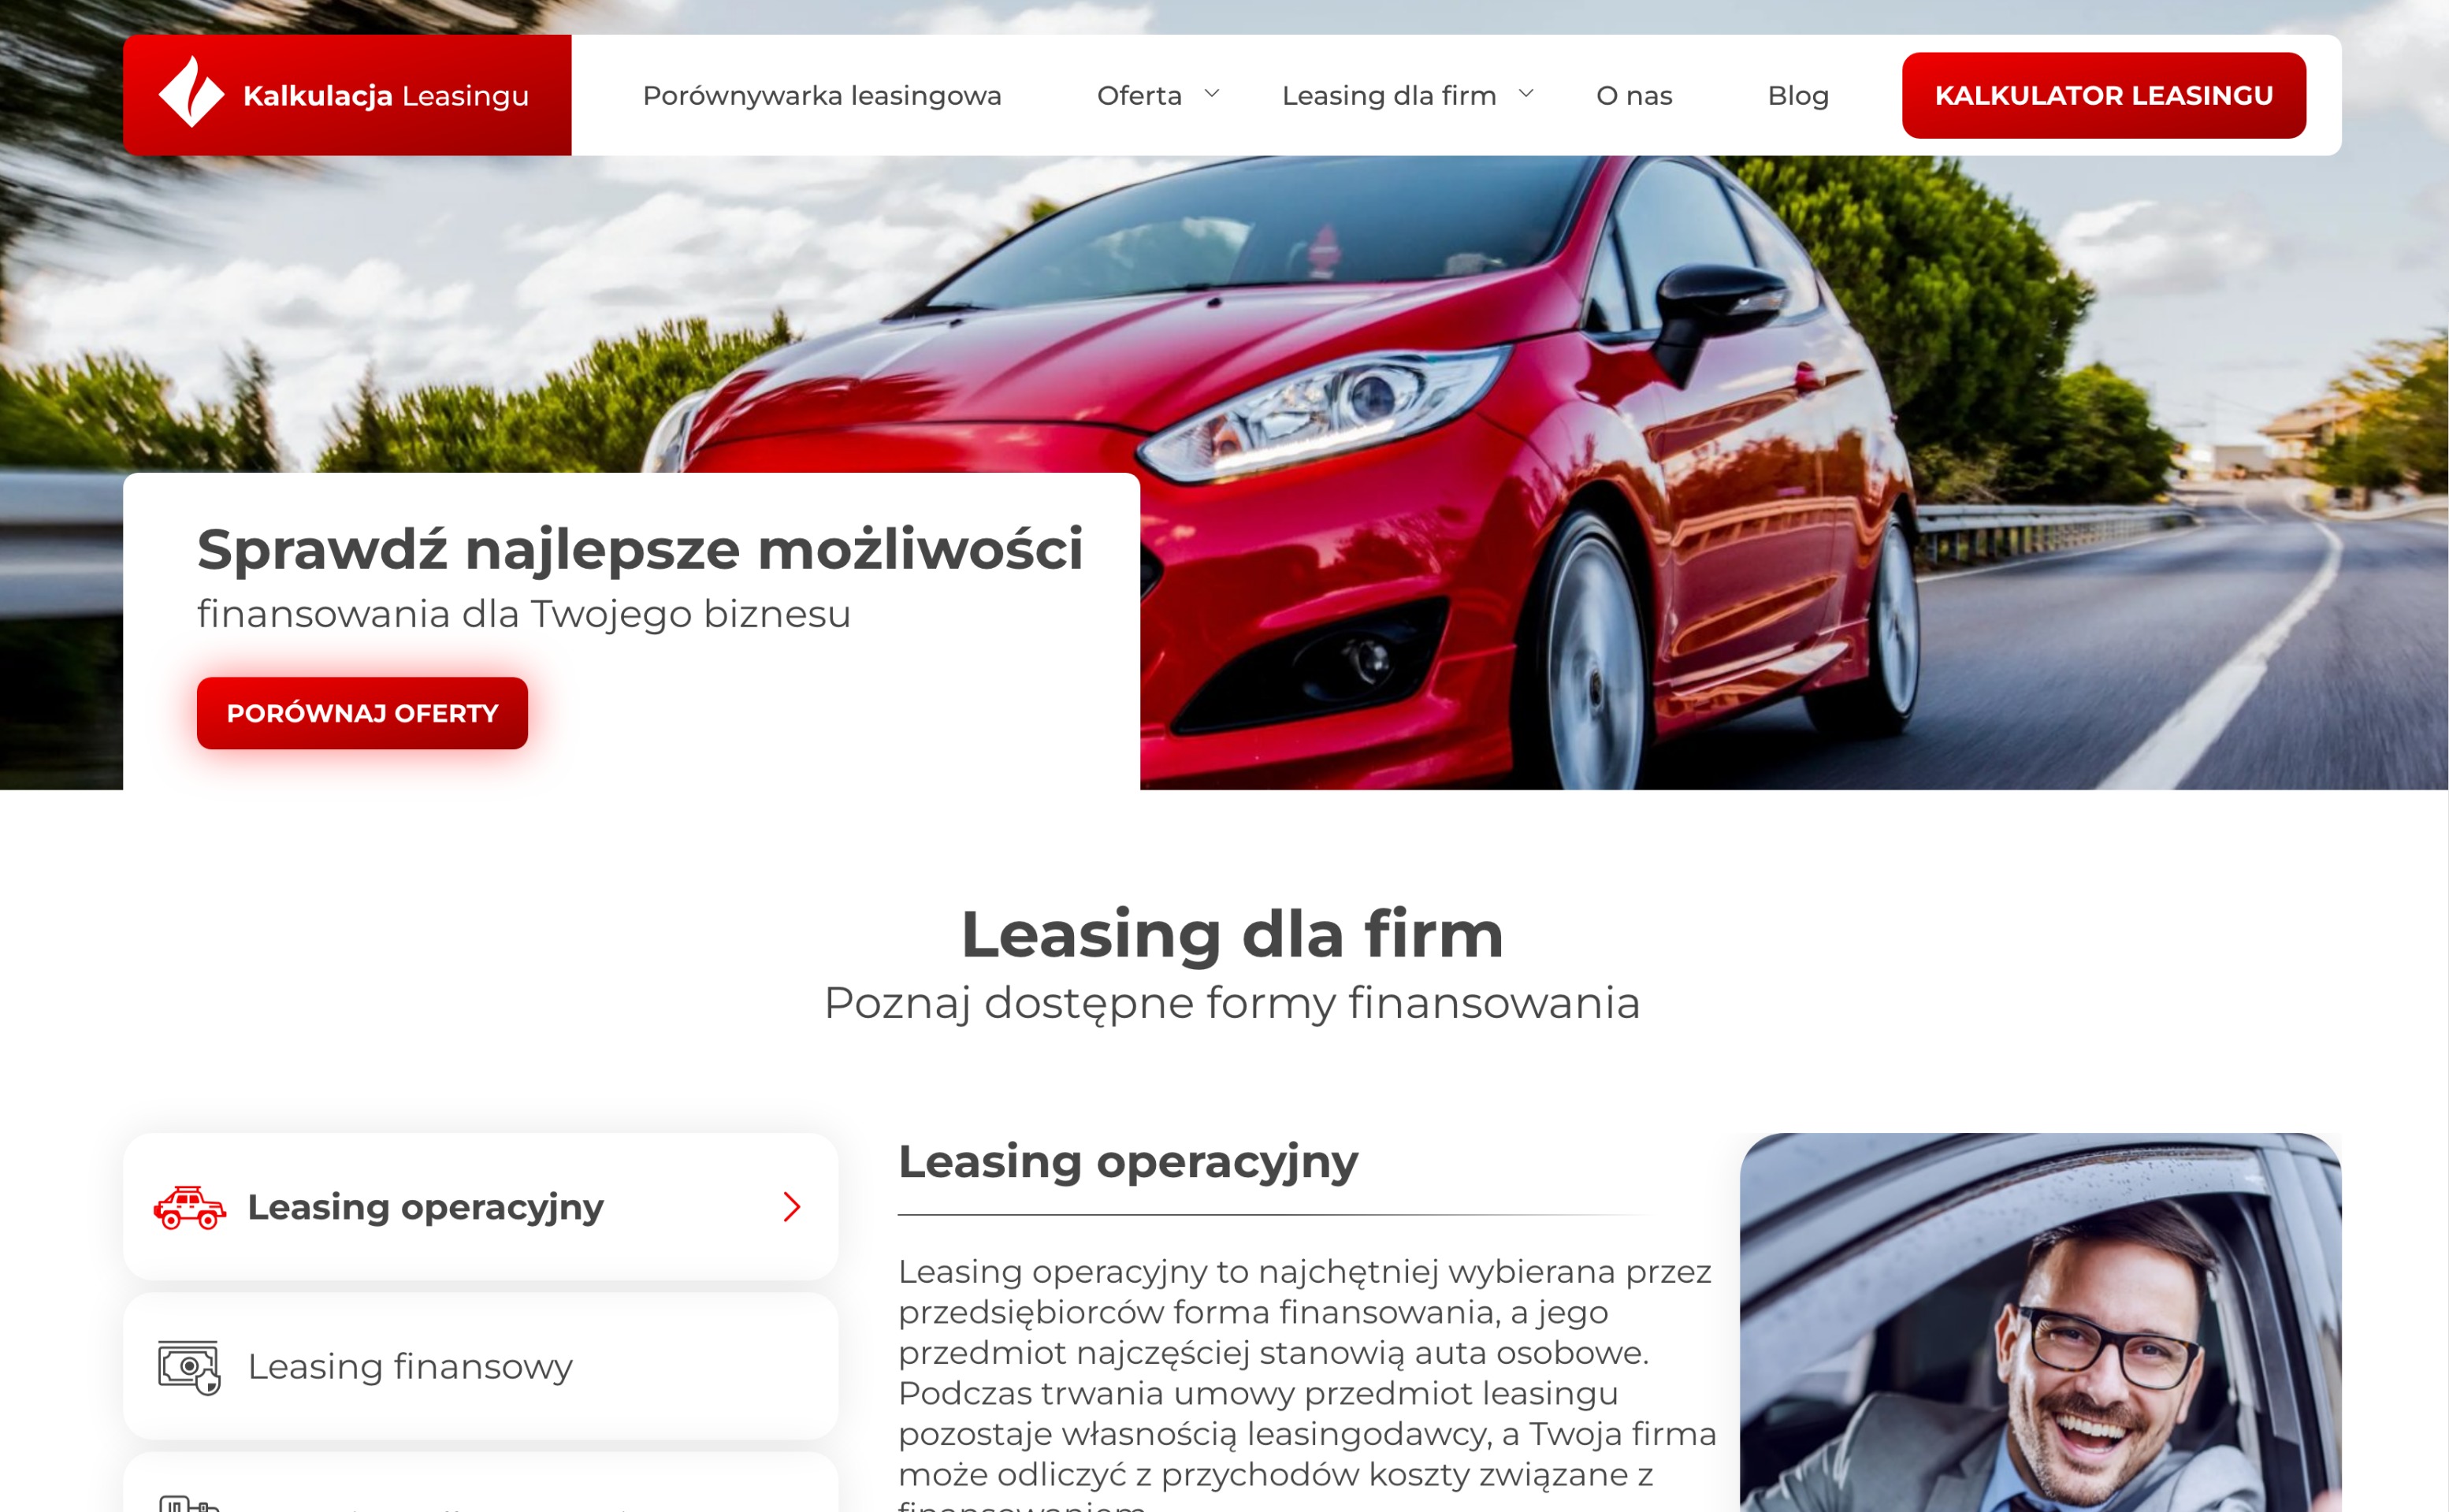 Kalkulacja Leasingu
Porównywarka leasingowa
Oferta
Leasing dla firm
O nas
Blog
KALKULATOR LEASINGU
Sprawdź najlepsze możliwości
finansowania dla Twojego biznesu
PORÓWNAJ OFERTY
Leasing dla firm
Poznaj dostępne formy finansowania
Leasing operacyjny
Leasing finansowy
Leasing operacyjny
Leasing operacyjny to najchętniej wybierana przez
przedsiębiorców forma finansowania, a jego
przedmiot najczęściej stanowią auta osobowe.
Podczas trwania umowy przedmiot leasingu
pozostaje własnością leasingodawcy, a Twoja firma
może odliczyć z przychodów koszty związane z